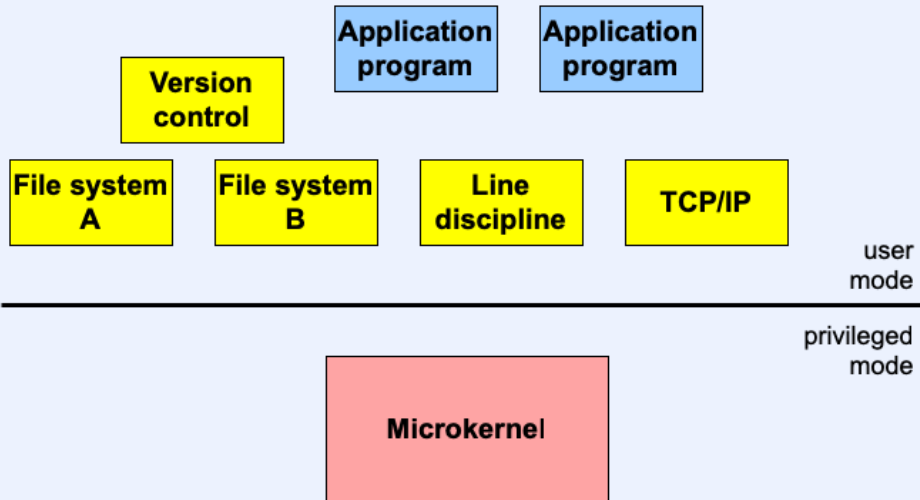 Application
program
Application
program
Version
control
File system
A
File system
B
Line
discipline
TCP/IP
user
mode
privileged
mode
Microkernel